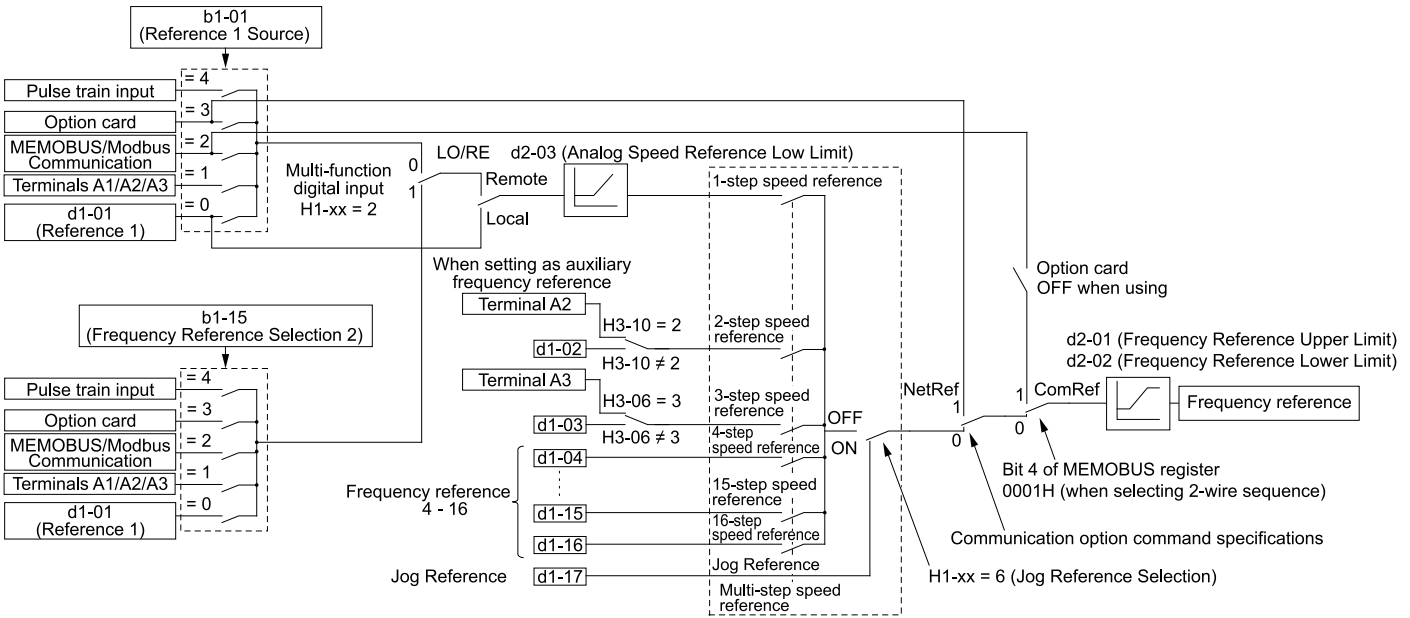 b1-01
(Reference 1 Source)
= 4
Pulse train input
= 3
Option card
= 2
MEMOBUS/Modbus
Communication
= 1
Terminals A1/A2/A3
= 0
d1-01
(Reference 1)
Multi-function
digital input
H1-xx = 2
0
1
LO/RE
Remote
Local
d2-03 (Analog Speed Reference Low Limit)
1-step speed reference
When setting as auxiliary
frequency reference
Terminal A2
H3-10 = 2
d1-02
H3-10 ≠ 2
2-step speed
reference
Terminal A3
H3-06 = 3
d1-03
H3-06 ≠ 3
3-step speed
reference
4-step
speed reference
d1-04
Frequency reference
4 - 16
d1-15
15-step speed
reference
d1-16
16-step
speed reference
Jog Reference
d1-17
Jog Reference
Multi-step speed
reference
OFF
ON
b1-15
(Frequency Reference Selection 2)
= 4
Pulse train input
= 3
Option card
= 2
MEMOBUS/Modbus
Communication
= 1
Terminals A1/A2/A3
= 0
d1-01
(Reference 1)
Option card
OFF when using
d2-01 (Frequency Reference Upper Limit)
d2-02 (Frequency Reference Lower Limit)
NetRef
1
0
1
0
ComRef
Frequency reference
Bit 4 of MEMOBUS register
0001H (when selecting 2-wire sequence)
Communication option command specifications
H1-xx = 6 (Jog Reference Selection)